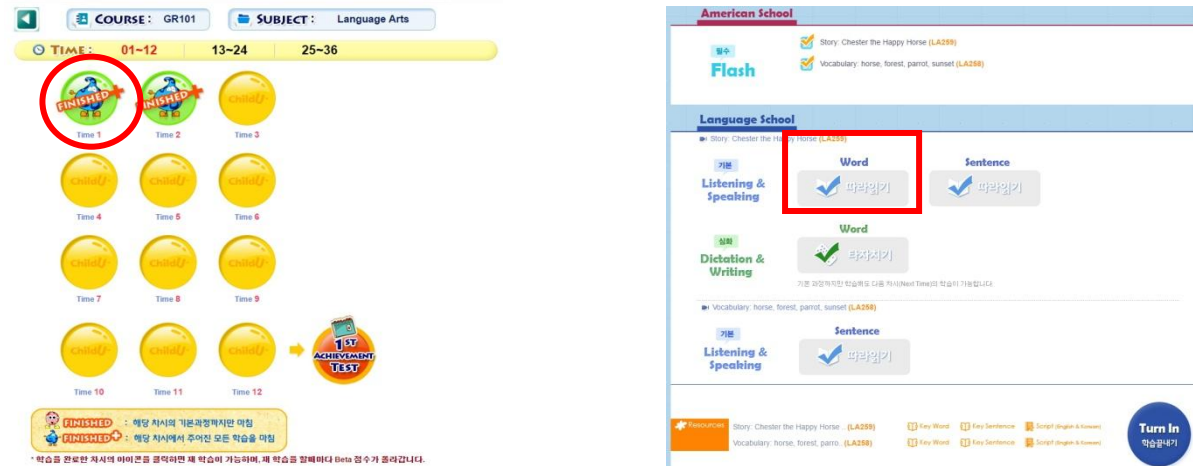 COURSE: GR101
SUBJECT: Language Arts
TIME: 01~12 13~24 25~36
FINISHED+ FINISHED+ ChildU
Time 1 Time 2 Time 3
ChildU ChildU ChildU
Time 4 Time 5 Time 6
ChildU ChildU ChildU
Time 7 Time 8 Time 9
ChildU ChildU ChildU
1ST
ACHIEVEMENT
TEST
Time 10 Time 11 Time 12
FINISHED : 해당 차시의 기본과정까지만 마침
FINISHED+ : 해당 차시에서 주어진 모든 학습을 마침
* 학습을 완료한 차시의 아이콘을 클릭하면 재 학습이 가능하며, 재 학습을 할때마다 Beta 점수가 올라갑니다.
American School
필수
Flash
Story: Chester the Happy Horse (LA259)
Vocabulary: horse, forest, parrot, sunset (LA258)
Language School
Story: Chester the Happy Horse (LA259)
기본
Listening &
Speaking
Word
따라읽기
Sentence
따라읽기
심화
Dictation &
Writing
Word
타자치기
기본 과정까지만 학습해도 다음 차시(Next Time)의 학습이 가능합니다.
Vocabulary: horse, forest, parrot, sunset (LA258)
기본
Listening &
Speaking
Sentence
따라읽기
Resources
Story: Chester the Happy Horse .. (LA259) Key Word Key Sentence Script (English & Korean)
Vocabulary: horse, forest, parro.. (LA258) Key Word Key Sentence Script (English & Korean)
Turn In
학습끝내기